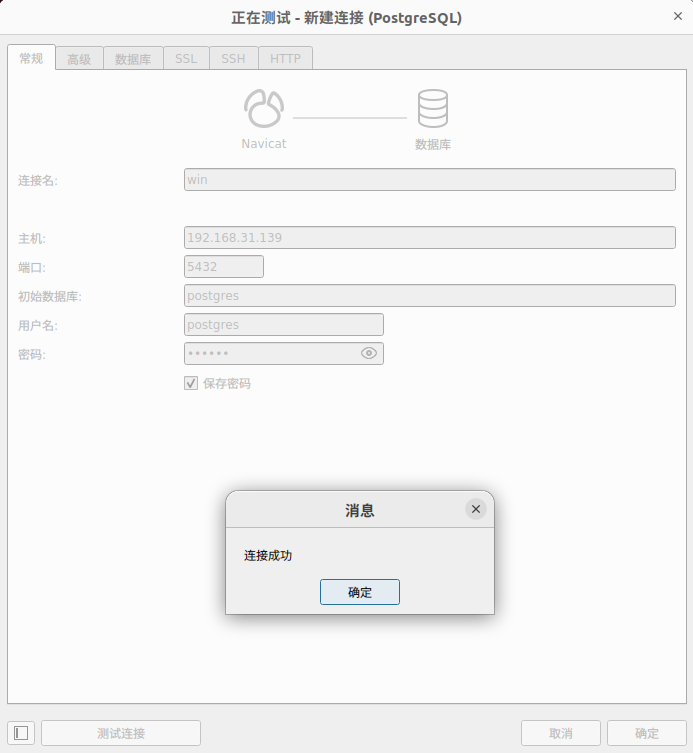 正在测试 - 新建连接 (PostgreSQL)
常规 高级 数据库 SSL SSH HTTP
Navicat 数据库
连接名: win
主机: 192.168.31.139
端口: 5432
初始数据库: postgres
用户名: postgres
密码: ••••••
保存密码
消息
连接成功
确定
测试连接 取消 确定